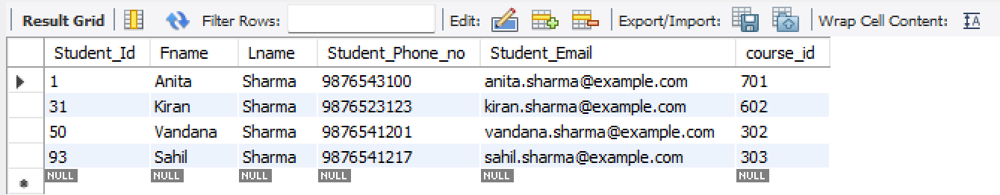 Result Grid Filter Rows: Edit: Export/Import: Wrap Cell Content: IA
Student_Id Fname Lname Student_Phone_no Student_Email course_id
1 Anita Sharma 9876543100 anita.sharma@example.com 701
31 Kiran Sharma 9876523123 kiran.sharma@example.com 602
50 Vandana Sharma 9876541201 vandana.sharma@example.com 302
93 Sahil Sharma 9876541217 sahil.sharma@example.com 303
NULL NULL NULL NULL NULL NULL